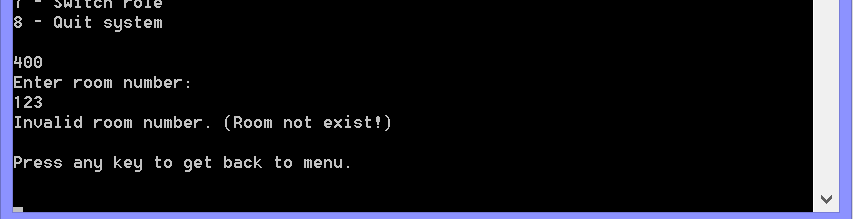 7 - Switch role
8 - Quit system
400
Enter room number:
123
Invalid room number. (Room not exist!)
Press any key to get back to menu.